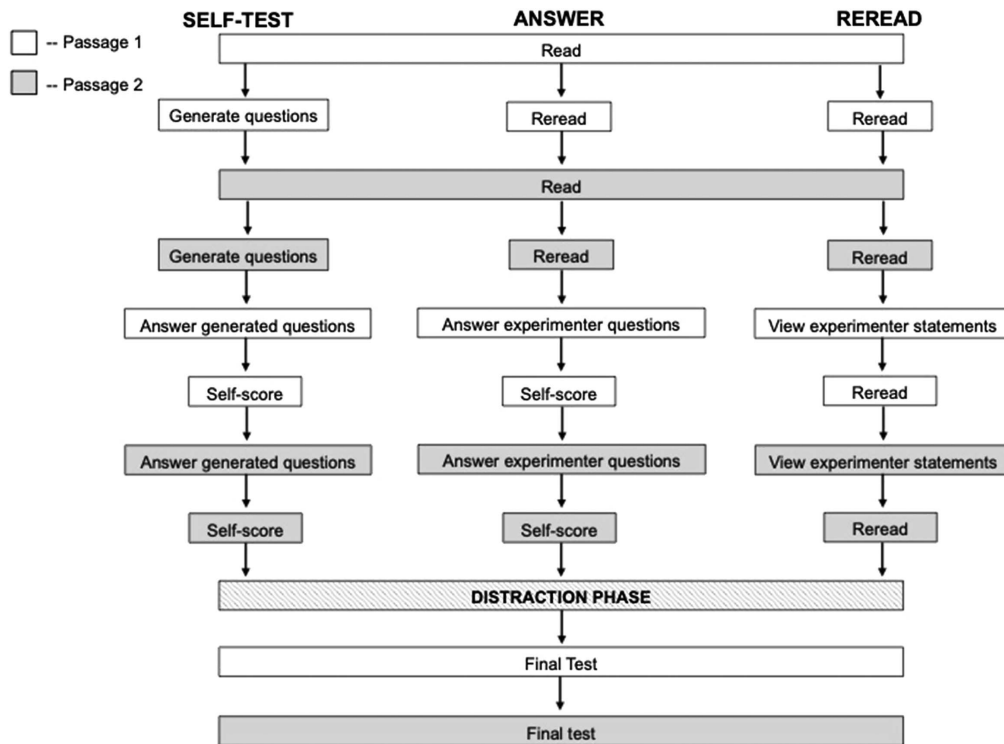 SELF-TEST ANSWER REREAD
-- Passage 1
Read
-- Passage 2
Generate questions Reread Reread
Read
Generate questions Reread Reread
Answer generated questions Answer experimenter questions View experimenter statements
Self-score Self-score Reread
Answer generated questions Answer experimenter questions View experimenter statements
Self-score Self-score Reread
DISTRACTION PHASE
Final Test
Final test